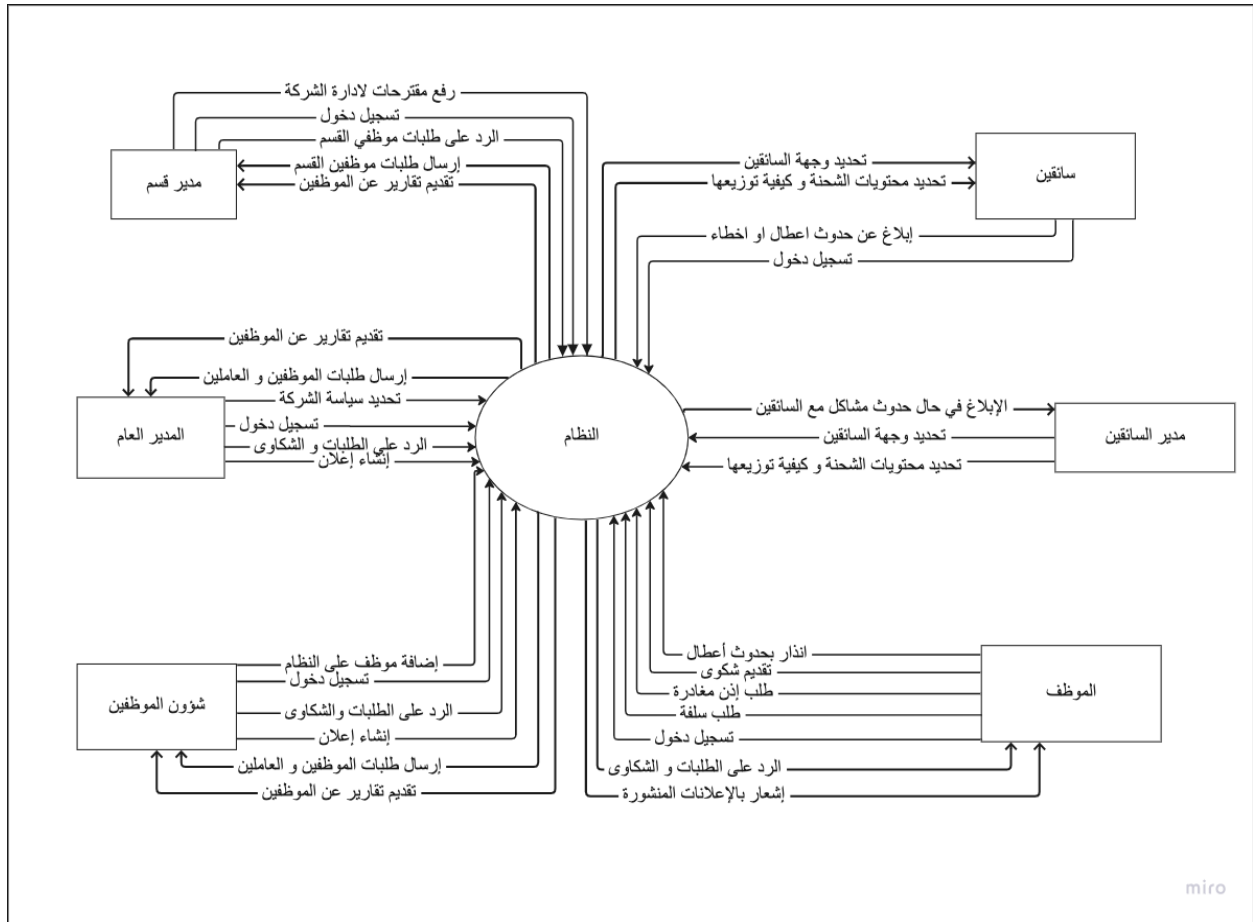 رفع مقترحات لادارة الشركة
تسجيل دخول
الرد على طلبات موظفي القسم
إرسال طلبات موظفين القسم
تقديم تقارير عن الموظفين
مدير قسم
تحديد وجهة السائقين
تحديد محتويات الشحنة و كيفية توزيعها
سائقين
إبلاغ عن حدوث اعطال او اخطاء
تسجيل دخول
تقديم تقارير عن الموظفين
إرسال طلبات الموظفين و العاملين
تحديد سياسة الشركة
تسجيل دخول
الرد على الطلبات و الشكاوى
إنشاء إعلان
المدير العام
النظام
الإبلاغ في حال حدوث مشاكل مع السائقين
تحديد وجهة السائقين
تحديد محتويات الشحنة و كيفية توزيعها
مدير السائقين
إضافة موظف على النظام
تسجيل دخول
الرد على الطلبات والشكاوى
إنشاء إعلان
إرسال طلبات الموظفين و العاملين
تقديم تقارير عن الموظفين
شؤون الموظفين
انذار بحدوث أعطال
تقديم شكوى
طلب إذن مغادرة
طلب سلفة
تسجيل دخول
الرد على الطلبات و الشكاوى
إشعار بالإعلانات المنشورة
الموظف
miro